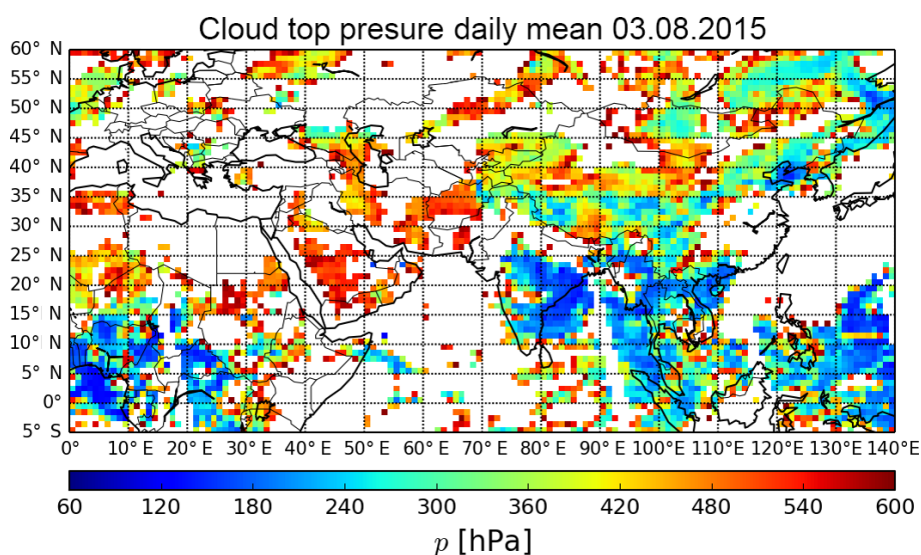 Cloud top presure daily mean 03.08.2015
60° N
55° N
50° N
45° N
40° N
35° N
30° N
25° N
20° N
15° N
10° N
5° N
0°
5° S
0° 10° E 20° E 30° E 40° E 50° E 60° E 70° E 80° E 90° E 100° E 110° E 120° E 130° E 140° E
60 120 180 240 300 360 420 480 540 600
p [hPa]